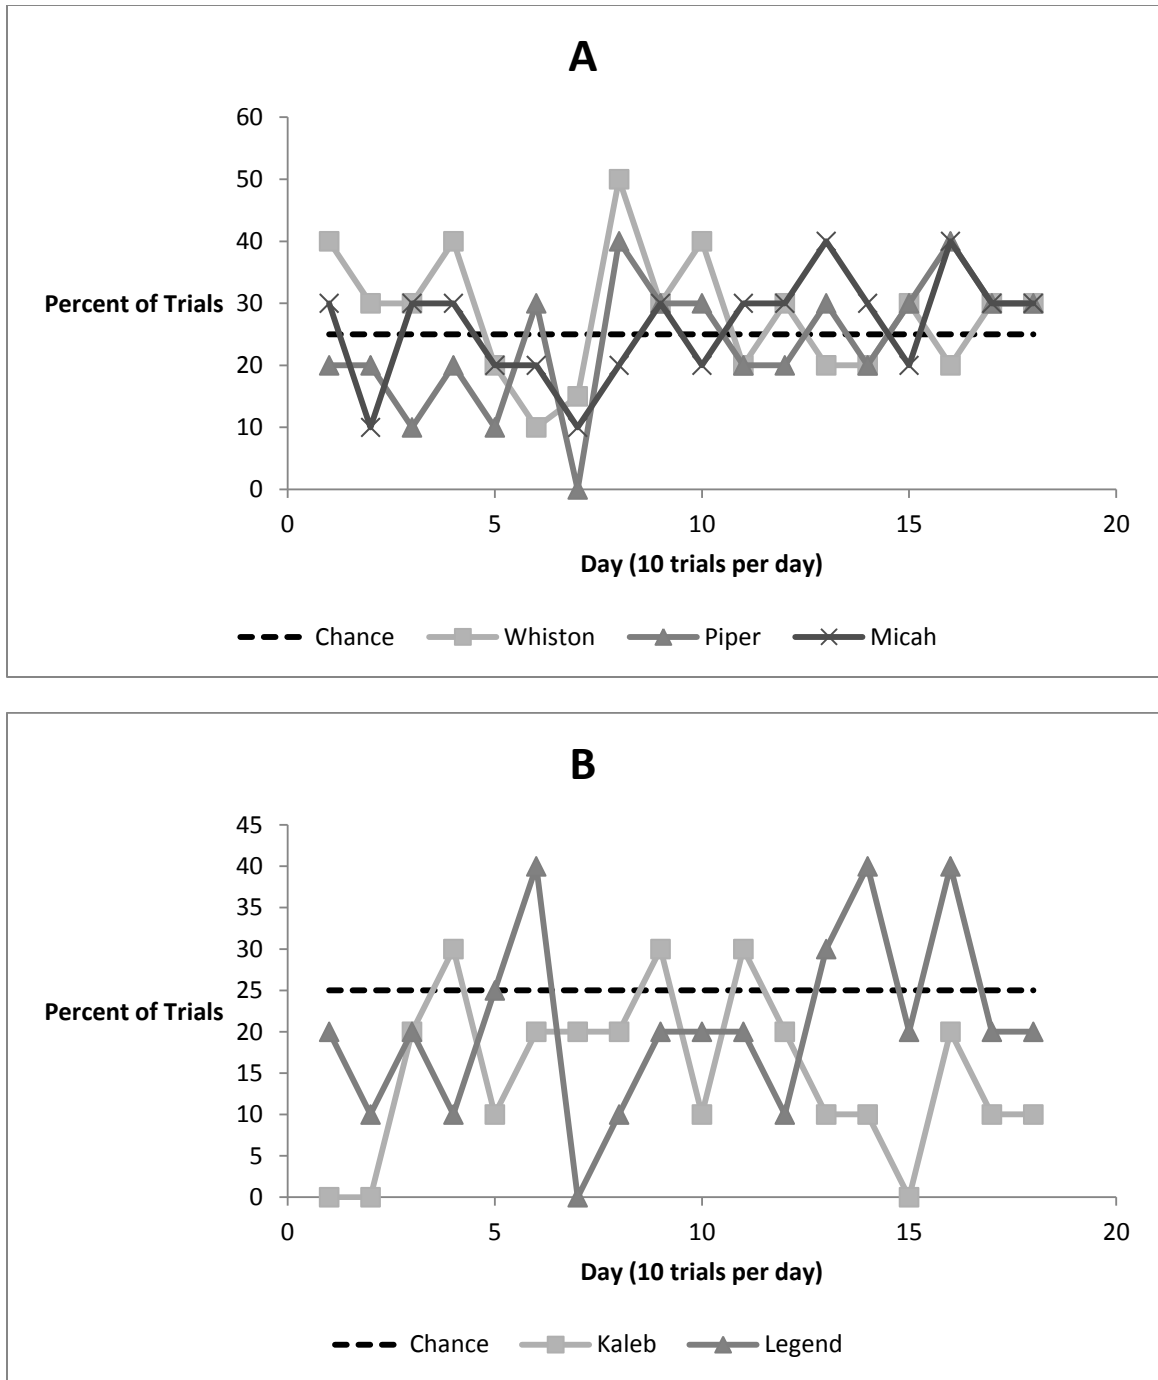 A
60
50
40
30
20
10
0
Percent of Trials
0 5 10 15 20
Day (10 trials per day)
Chance Whiston Piper Micah
B
45
40
35
30
25
20
15
10
5
0
Percent of Trials
0 5 10 15 20
Day (10 trials per day)
Chance Kaleb Legend